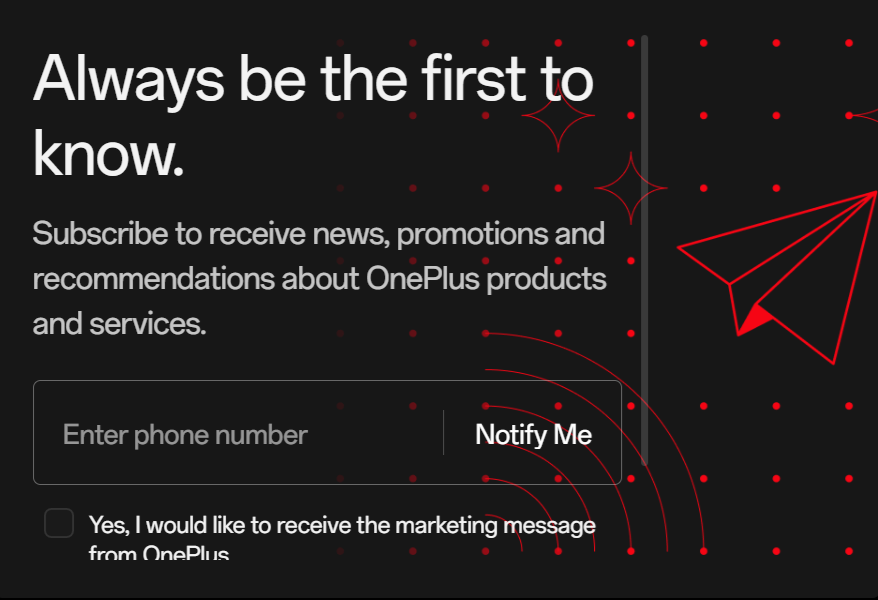 Always be the first to
know.
Subscribe to receive news, promotions and
recommendations about OnePlus products
and services.
Enter phone number
Notify Me
Yes, I would like to receive the marketing message
from OnePlus